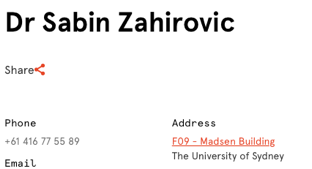 Dr Sabin Zahirovic
Share
Phone
+61 416 77 55 89
Email
Address
F09 - Madsen Building
The University of Sydney